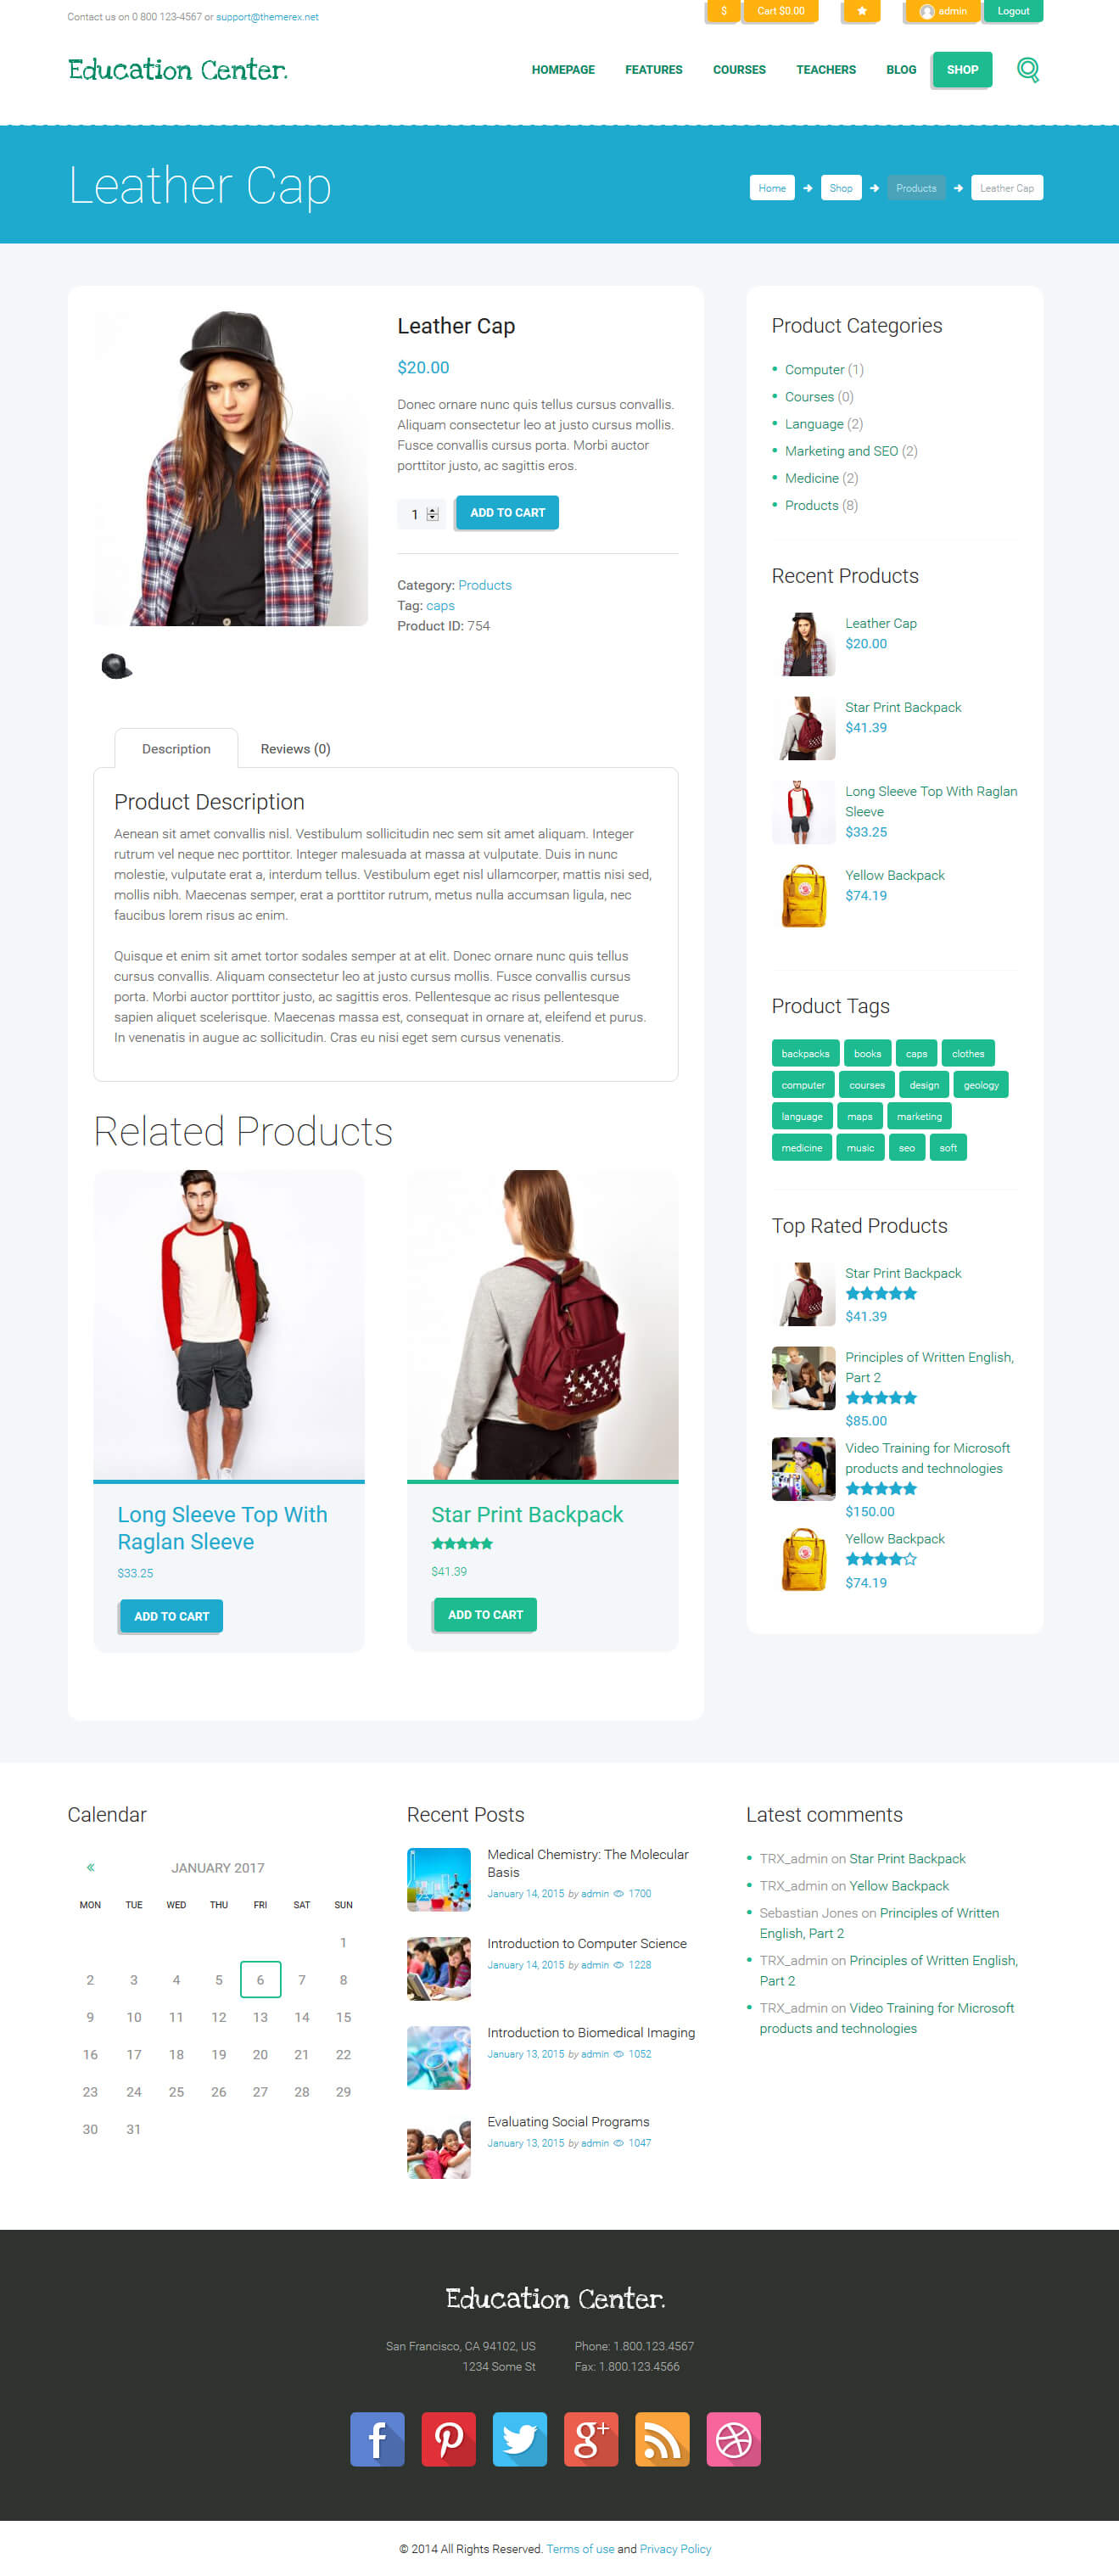 Contact us on 0 800 123-4567 or support@themerex.net
$
Cart $0.00
admin
Logout
Education Center.
HOMEPAGE
FEATURES
COURSES
TEACHERS
BLOG
SHOP
Leather Cap
Home
Shop
Products
Leather Cap
Leather Cap
$20.00
Donec ornare nunc quis tellus cursus convallis.
Aliquam consectetur leo at justo cursus mollis.
Fusce convallis cursus porta. Morbi auctor
porttitor justo, ac sagittis eros.
1
ADD TO CART
Category: Products
Tag: caps
Product ID: 754
Description
Reviews (0)
Product Description
Aenean sit amet convallis nisl. Vestibulum sollicitudin nec sem sit amet aliquam. Integer
rutrum vel neque nec porttitor. Integer malesuada at massa at vulputate. Duis in nunc
molestie, vulputate erat a, interdum tellus. Vestibulum eget nisl ullamcorper, mattis nisi sed,
mollis nibh. Maecenas semper, erat a porttitor rutrum, metus nulla accumsan ligula, nec
faucibus lorem risus ac enim.
Quisque et enim sit amet tortor sodales semper at at elit. Donec ornare nunc quis tellus
cursus convallis. Aliquam consectetur leo at justo cursus mollis. Fusce convallis cursus
porta. Morbi auctor porttitor justo, ac sagittis eros. Pellentesque ac risus pellentesque
sapien aliquet scelerisque. Maecenas massa est, consequat in ornare at, eleifend et purus.
In venenatis in augue ac sollicitudin. Cras eu nisi eget sem cursus venenatis.
Related Products
Long Sleeve Top With
Raglan Sleeve
$33.25
ADD TO CART
Star Print Backpack
$41.39
ADD TO CART
Product Categories
Computer (1)
Courses (0)
Language (2)
Marketing and SEO (2)
Medicine (2)
Products (8)
Recent Products
Leather Cap
$20.00
Star Print Backpack
$41.39
Long Sleeve Top With Raglan
Sleeve
$33.25
Yellow Backpack
$74.19
Product Tags
backpacks
books
caps
clothes
computer
courses
design
geology
language
maps
marketing
medicine
music
seo
soft
Top Rated Products
Star Print Backpack
$41.39
Principles of Written English,
Part 2
$85.00
Video Training for Microsoft
products and technologies
$150.00
Yellow Backpack
$74.19
Calendar
« JANUARY 2017
MON TUE WED THU FRI SAT SUN
1
2 3 4 5 6 7 8
9 10 11 12 13 14 15
16 17 18 19 20 21 22
23 24 25 26 27 28 29
30 31
Recent Posts
Medical Chemistry: The Molecular
Basis
January 14, 2015 by admin 1700
Introduction to Computer Science
January 14, 2015 by admin 1228
Introduction to Biomedical Imaging
January 13, 2015 by admin 1052
Evaluating Social Programs
January 13, 2015 by admin 1047
Latest comments
TRX_admin on Star Print Backpack
TRX_admin on Yellow Backpack
Sebastian Jones on Principles of Written
English, Part 2
TRX_admin on Principles of Written English,
Part 2
TRX_admin on Video Training for Microsoft
products and technologies
Education Center.
San Francisco, CA 94102, US
1234 Some St
Phone: 1.800.123.4567
Fax: 1.800.123.4566
f
g+
© 2014 All Rights Reserved. Terms of use and Privacy Policy